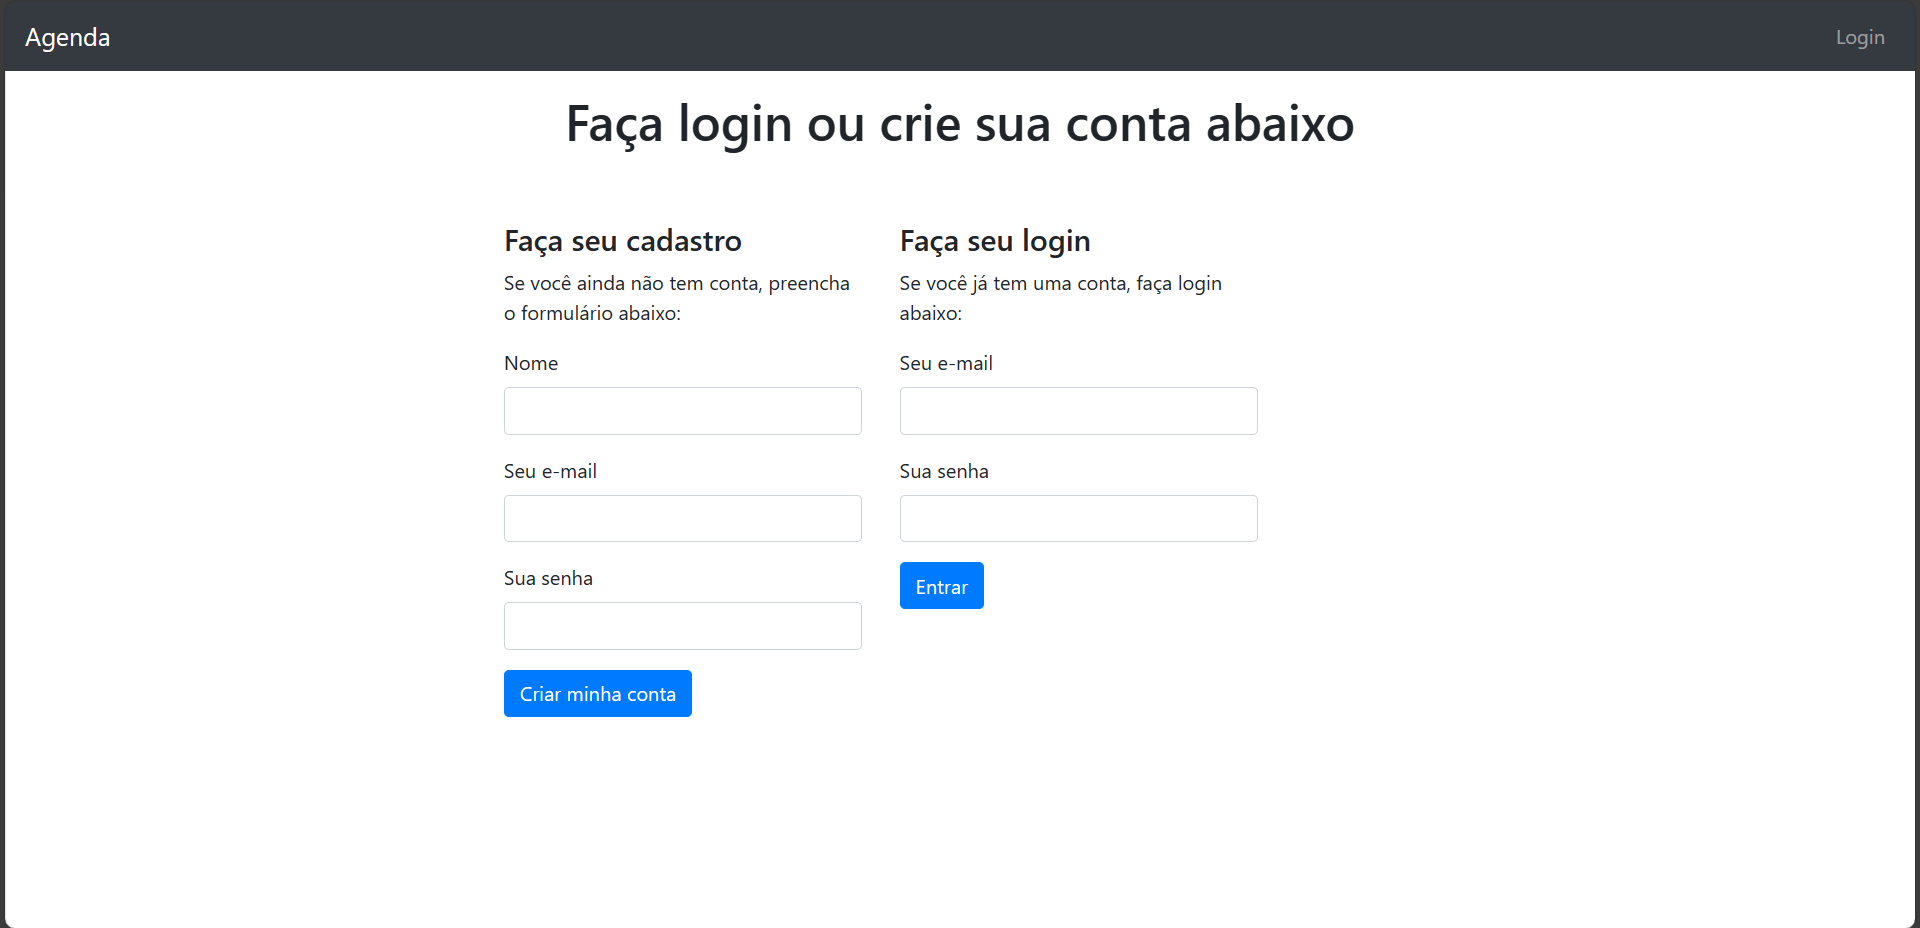 Agenda
Login
Faça login ou crie sua conta abaixo
Faça seu cadastro
Se você ainda não tem conta, preencha
o formulário abaixo:
Nome
Seu e-mail
Sua senha
Criar minha conta
Faça seu login
Se você já tem uma conta, faça login
abaixo:
Seu e-mail
Sua senha
Entrar